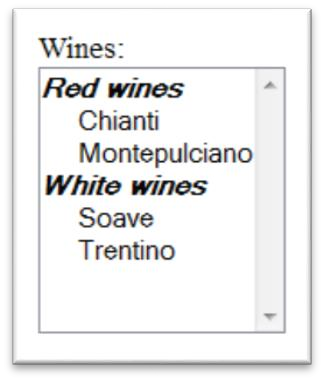 Wines:
Red wines
Chianti
Montepulciano
White wines
Soave
Trentino